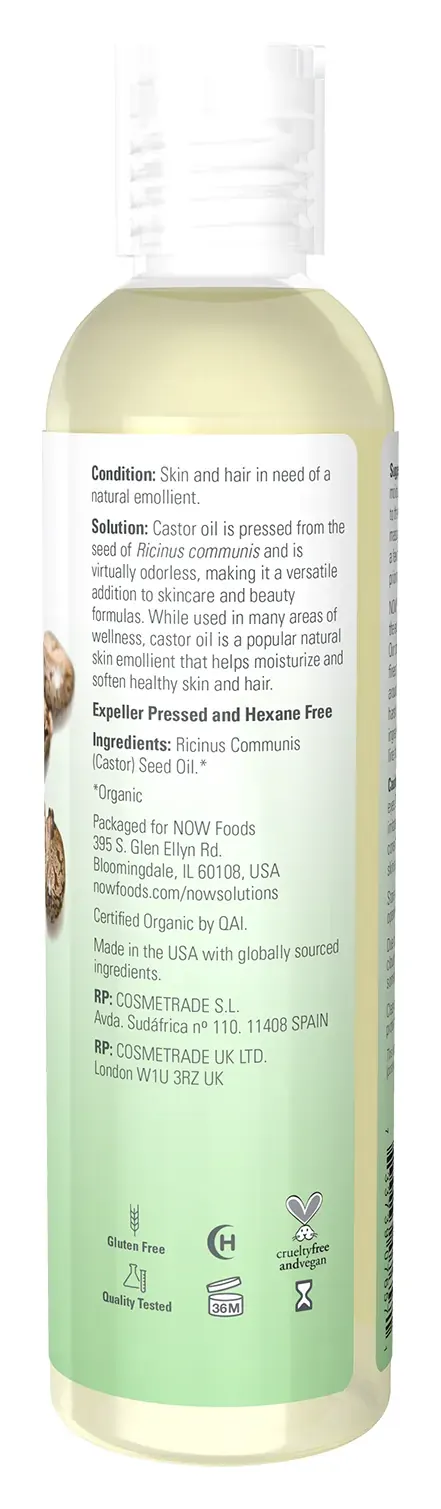 Condition: Skin and hair in need of a
natural emollient.
Solution: Castor oil is pressed from the
seed of Ricinus communis and is
virtually odorless, making it a versatile
addition to skincare and beauty
formulas. While used in many areas of
wellness, castor oil is a popular natural
skin emollient that helps moisturize and
soften healthy skin and hair.
Expeller Pressed and Hexane Free
Ingredients: Ricinus Communis
(Castor) Seed Oil.*
*Organic
Packaged for NOW Foods
395 S. Glen Ellyn Rd.
Bloomingdale, IL 60108, USA
nowfoods.com/nowsolutions
Certified Organic by QAI.
Made in the USA with globally sourced
ingredients.
RP: COSMETRADE S.L.
Avda. Sudáfrica nº 110. 11408 SPAIN
RP: COSMETRADE UK LTD.
London W1U 3RZ UK
Gluten Free
H
crueltyfree
andvegan
Quality Tested
36M